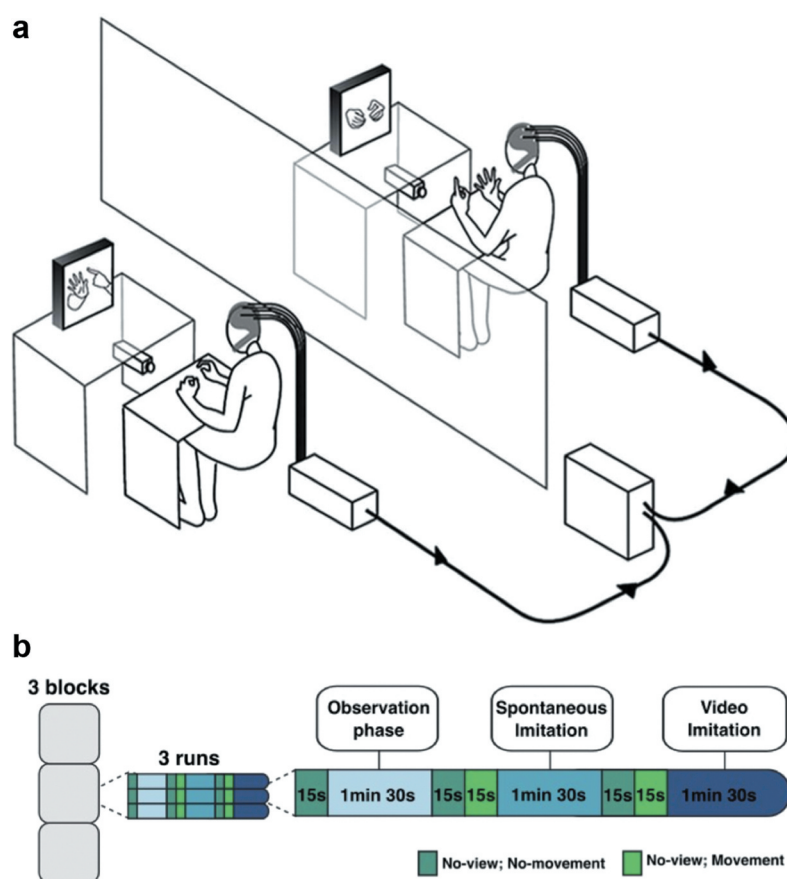 a
b
3 blocks
3 runs
Observation
phase
Spontaneous
Imitation
Video
Imitation
15s 1min 30s 15s 15s 1min 30s 15s 15s 1min 30s
No-view; No-movement No-view; Movement